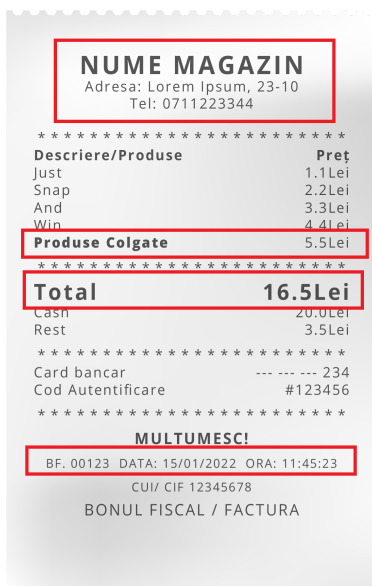 NUME MAGAZIN
Adresa: Lorem Ipsum, 23-10
Tel: 0711223344
* * * * * * * * * * * * * * * * * * * * * * * *
Descriere/Produse Preț
Just 1.1Lei
Snap 2.2Lei
And 3.3Lei
Win 4.4Lei
Produse Colgate 5.5Lei
* * * * * * * * * * * * * * * * * * * * * * * *
Total 16.5Lei
Cash 20.0Lei
Rest 3.5Lei
* * * * * * * * * * * * * * * * * * * * * * * *
Card bancar --- --- --- 234
Cod Autentificare #123456
* * * * * * * * * * * * * * * * * * * * * * * *
MULTUMESC!
BF. 00123 DATA: 15/01/2022 ORA: 11:45:23
CUI/ CIF 12345678
BONUL FISCAL / FACTURA